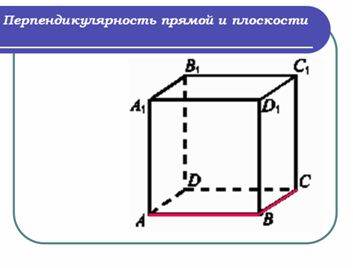 Перпендикулярность прямой и плоскости
B₁ C₁
A₁ D₁
D C
A B